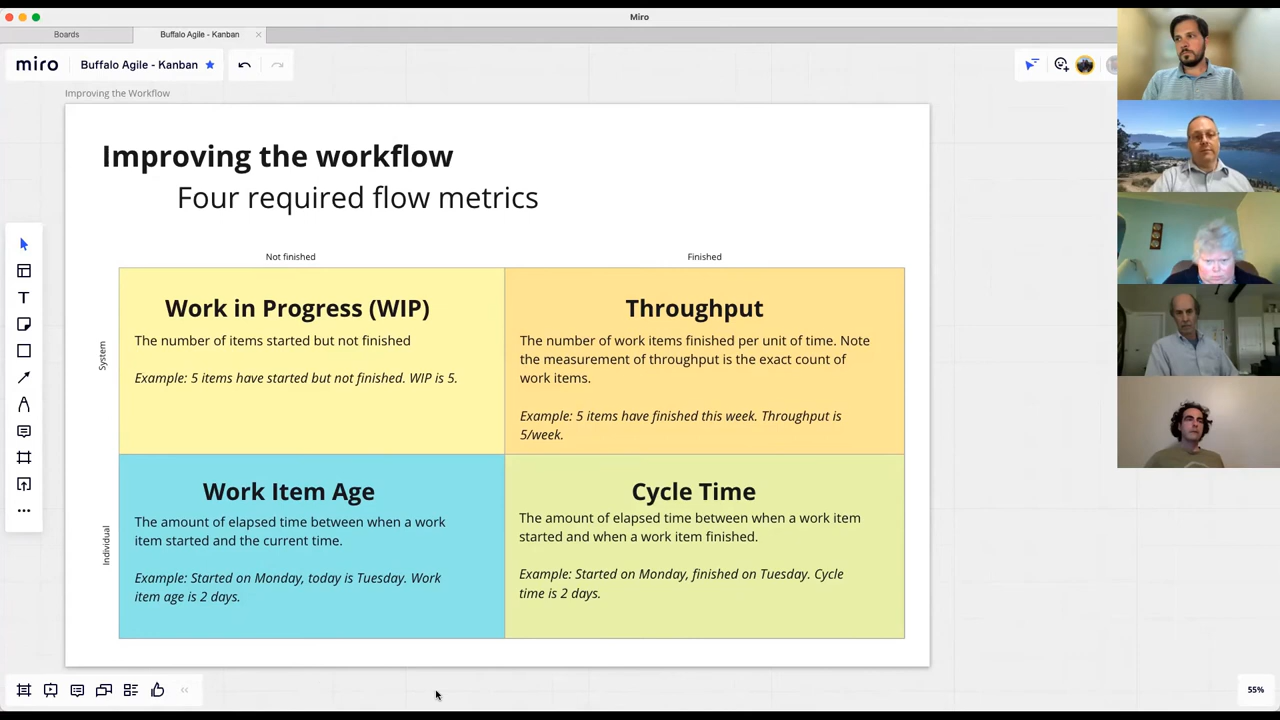 Miro
Boards
Buffalo Agile - Kanban
miro
Buffalo Agile - Kanban
Improving the Workflow
Improving the workflow
Four required flow metrics
Not finished
Finished
System
Work in Progress (WIP)
The number of items started but not finished
Example: 5 items have started but not finished. WIP is 5.
Throughput
The number of work items finished per unit of time. Note
the measurement of throughput is the exact count of
work items.
Example: 5 items have finished this week. Throughput is
5/week.
Individual
Work Item Age
The amount of elapsed time between when a work
item started and the current time.
Example: Started on Monday, today is Tuesday. Work
item age is 2 days.
Cycle Time
The amount of elapsed time between when a work item
started and when a work item finished.
Example: Started on Monday, finished on Tuesday. Cycle
time is 2 days.
55%